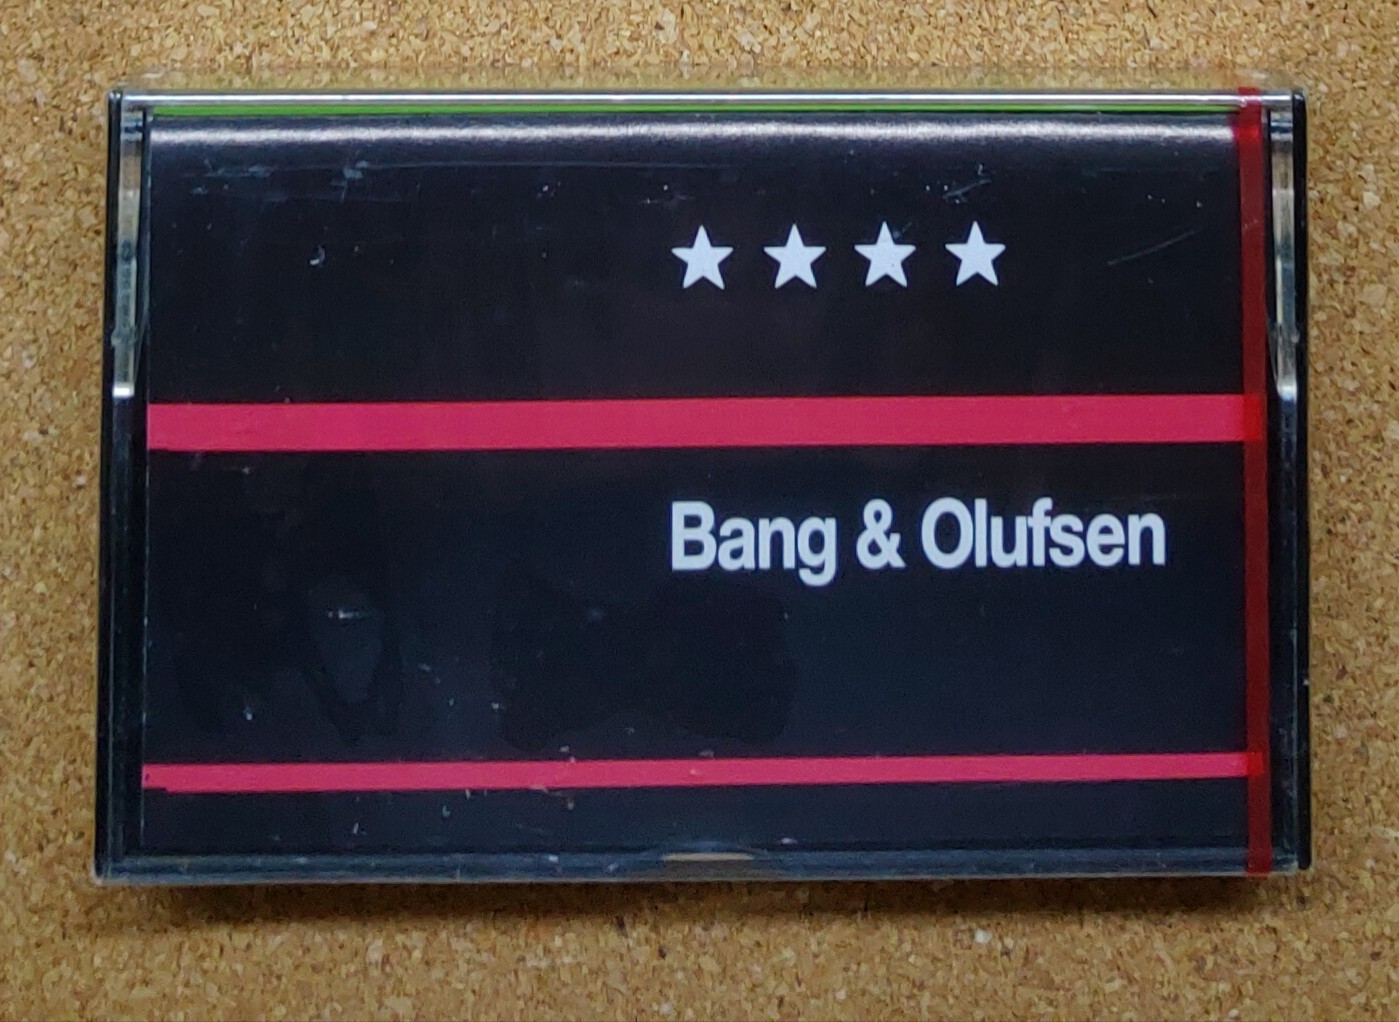 ★ ★ ★ ★
Bang & Olufsen